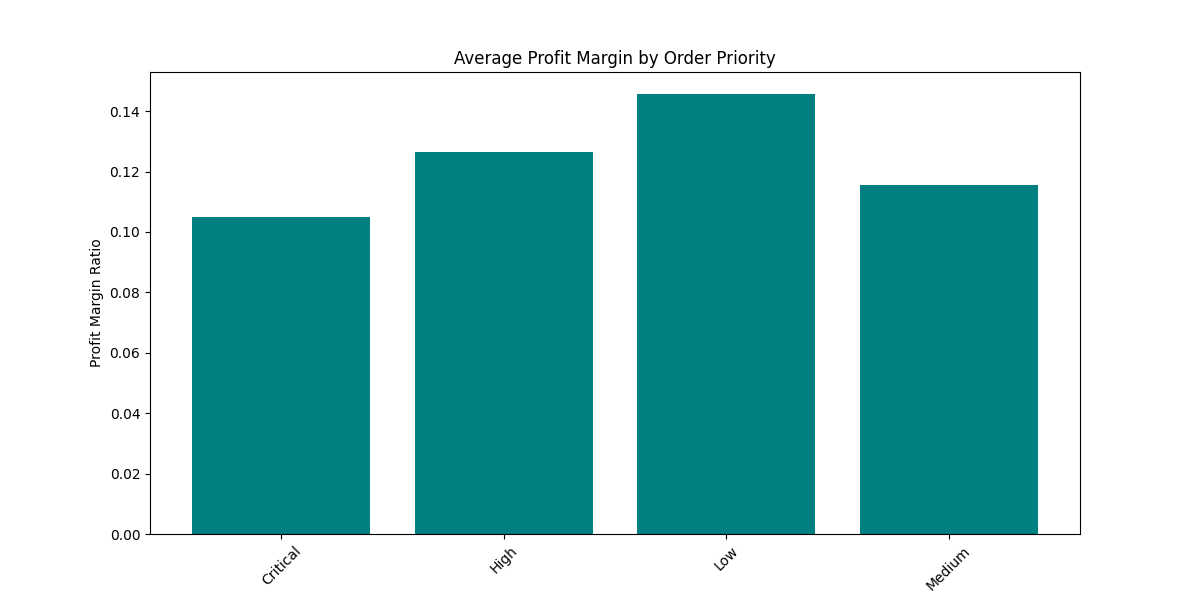 Average Profit Margin by Order Priority
Profit Margin Ratio
0.14
0.12
0.10
0.08
0.06
0.04
0.02
0.00
Critical
High
Low
Medium